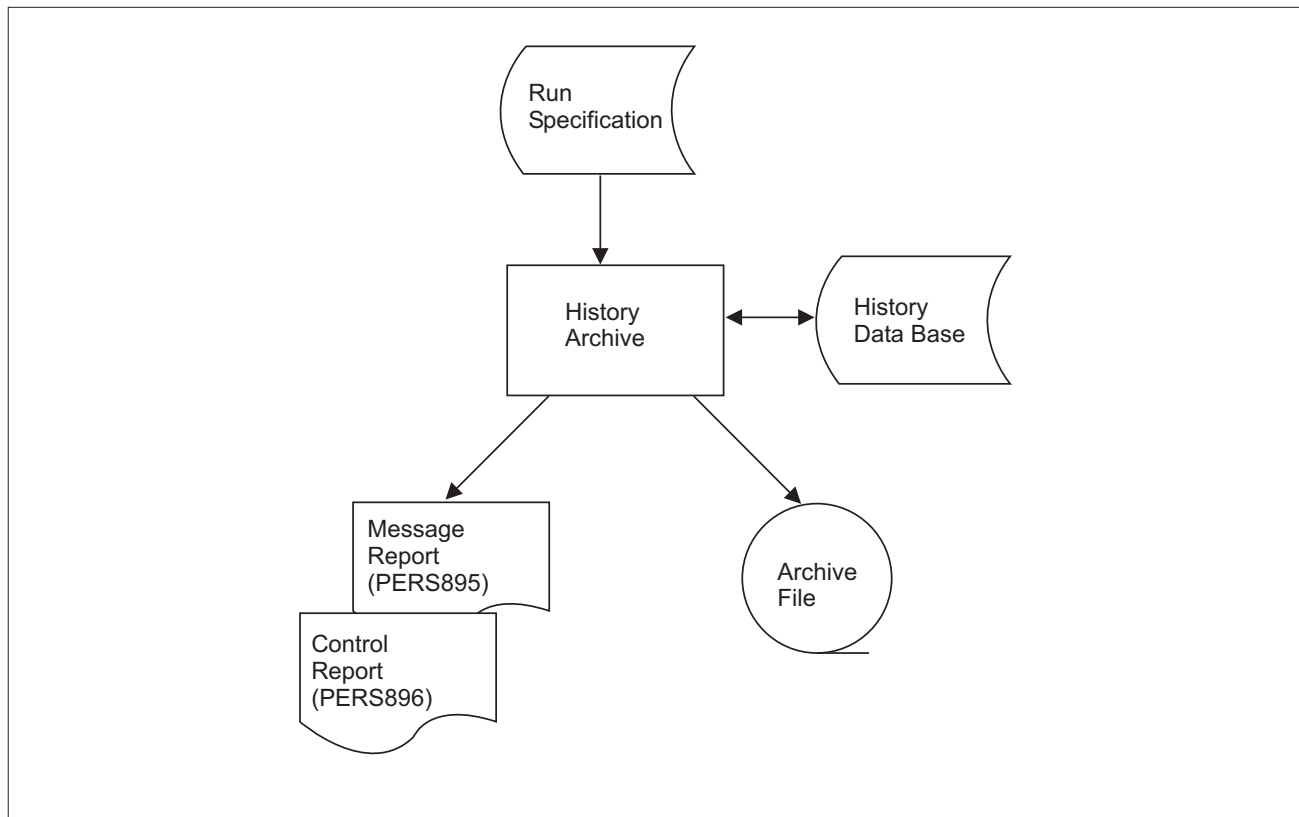 Run
Specification
History
Archive
History
Data Base
Message
Report
(PERS895)
Control
Report
(PERS896)
Archive
File